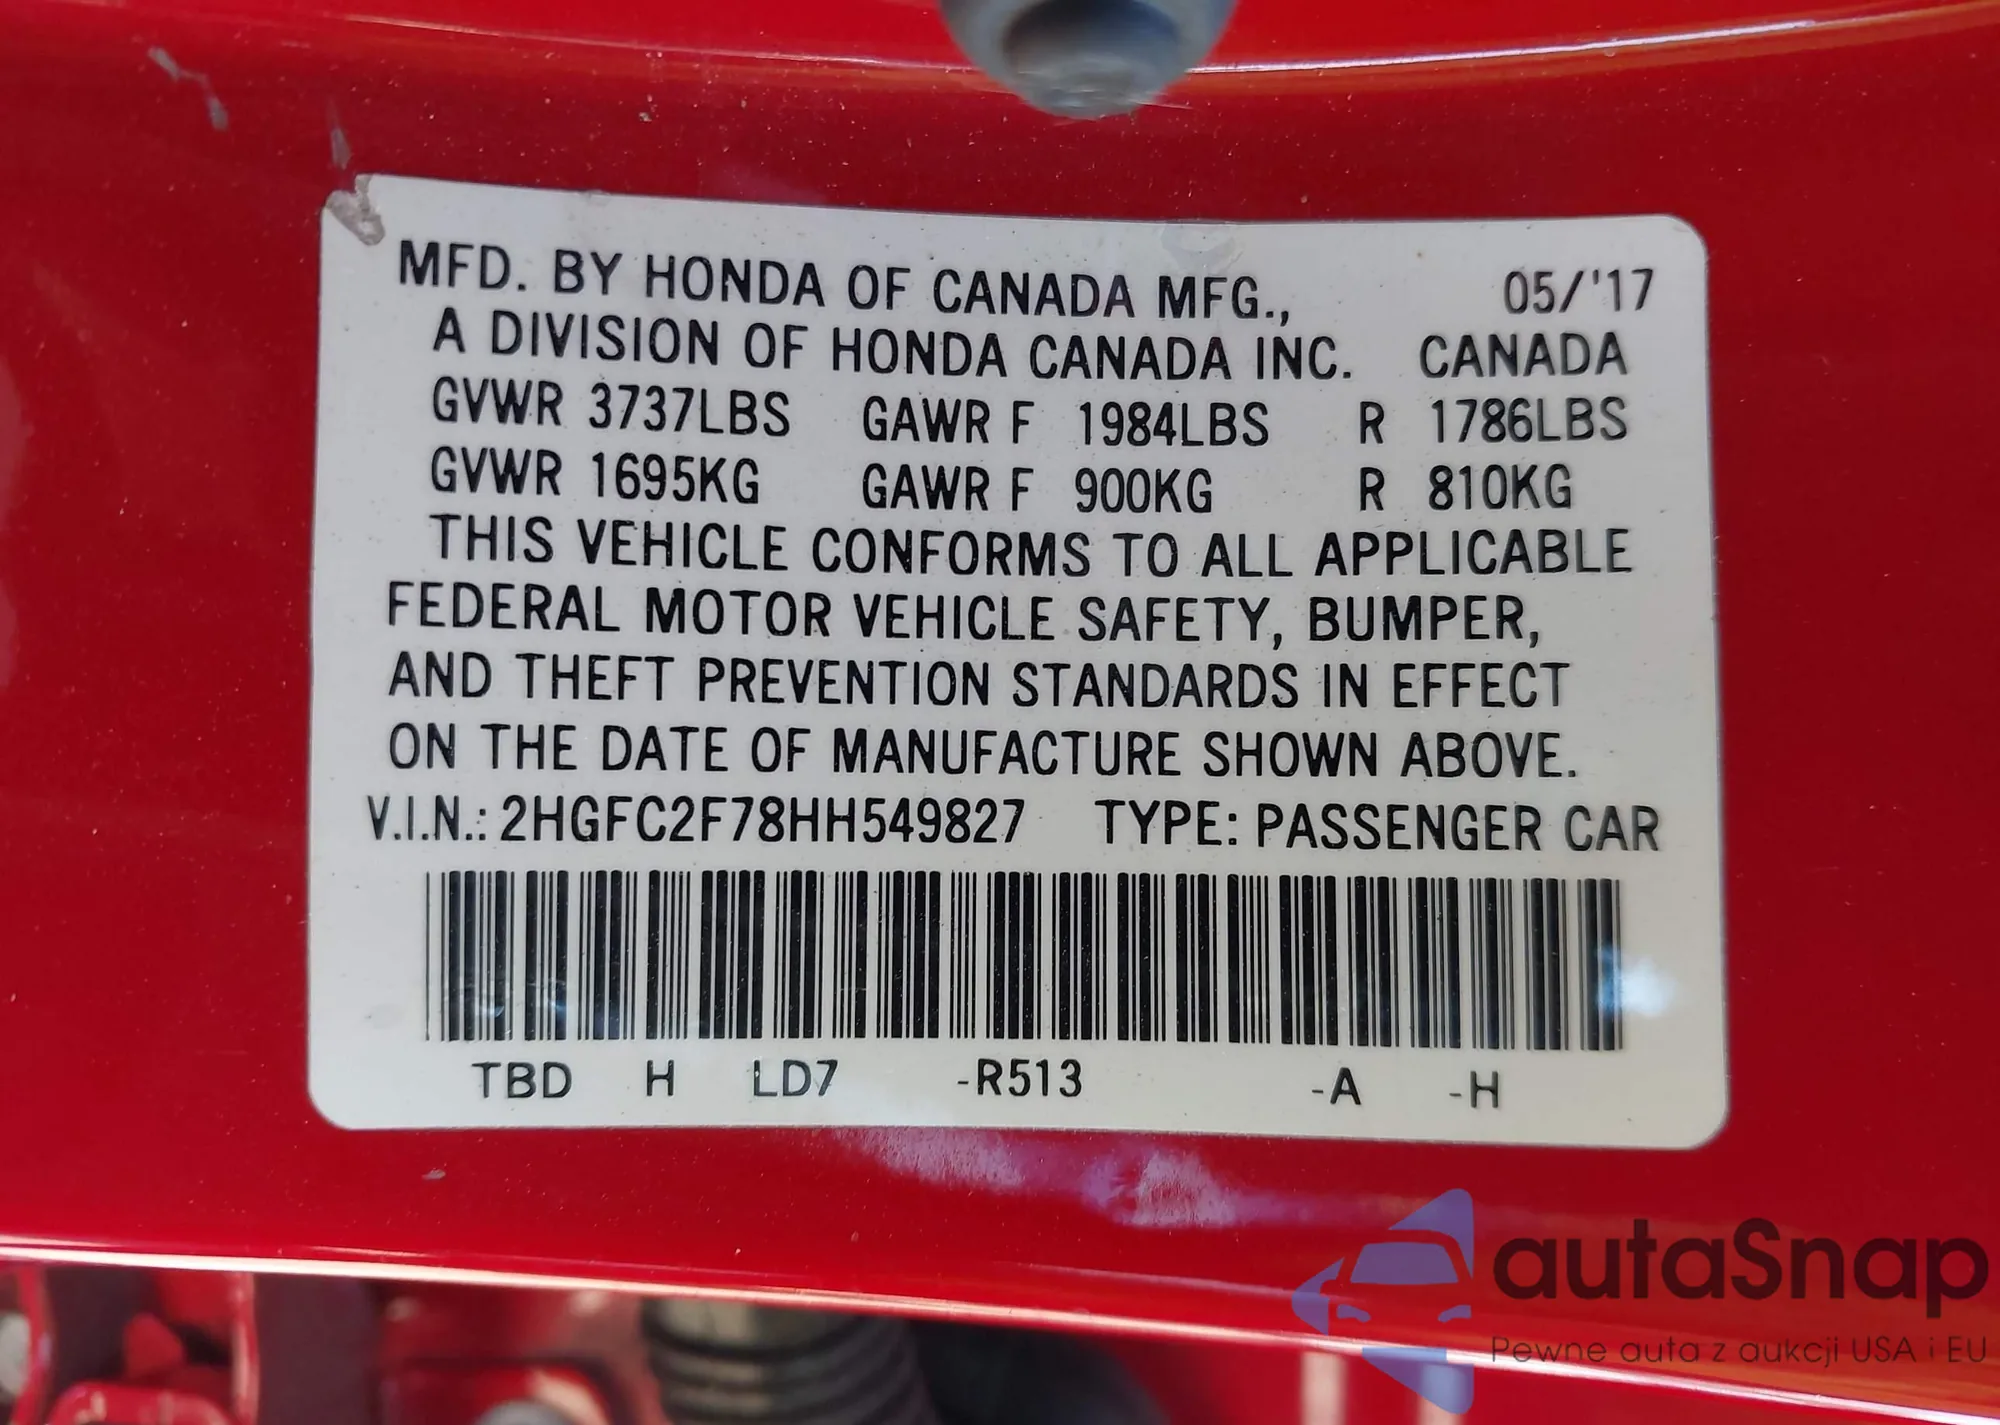 MFD. BY HONDA OF CANADA MFG., 05/'17
A DIVISION OF HONDA CANADA INC. CANADA
GVWR 3737LBS GAWR F 1984LBS R 1786LBS
GVWR 1695KG GAWR F 900KG R 810KG
THIS VEHICLE CONFORMS TO ALL APPLICABLE
FEDERAL MOTOR VEHICLE SAFETY, BUMPER,
AND THEFT PREVENTION STANDARDS IN EFFECT
ON THE DATE OF MANUFACTURE SHOWN ABOVE.
V.I.N.: 2HGFC2F78HH549827 TYPE: PASSENGER CAR
TBD H LD7 -R513 -A -H
autaSnap
Pewne auta z aukcji USA i EU